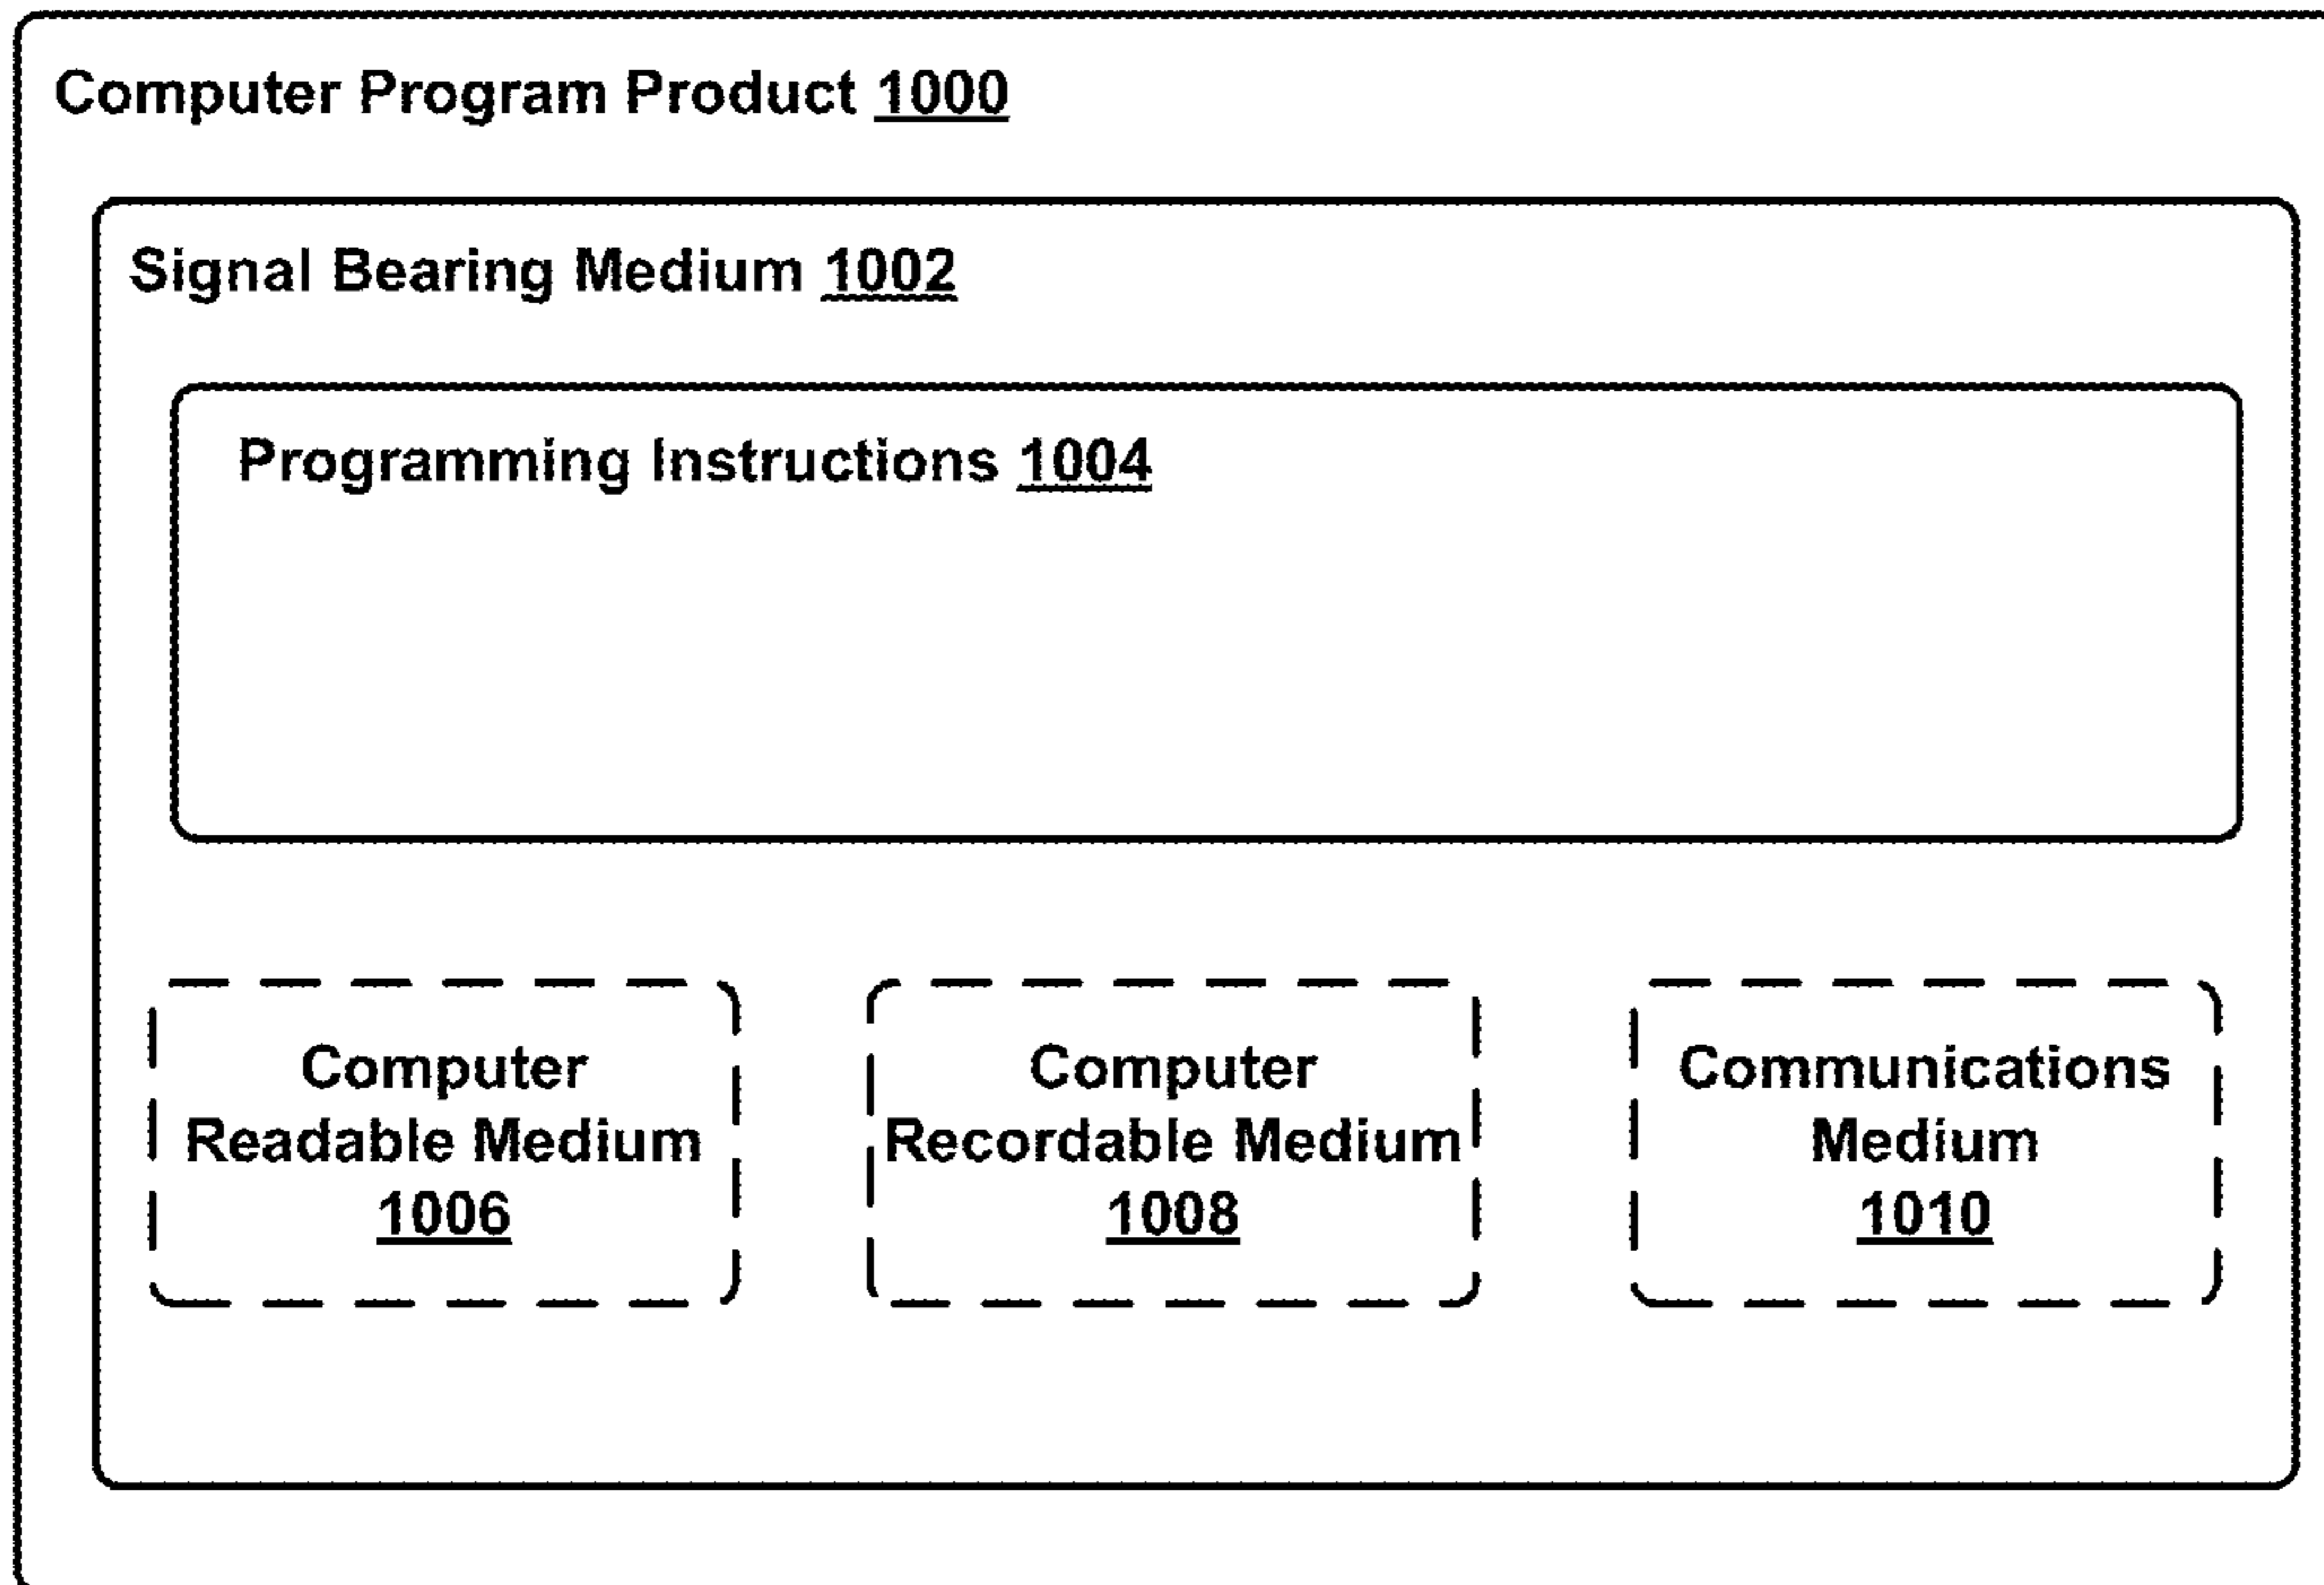 Computer Program Product 1000
Signal Bearing Medium 1002
Programming Instructions 1004
Computer
Readable Medium
1006
Computer
Recordable Medium
1008
Communications
Medium
1010